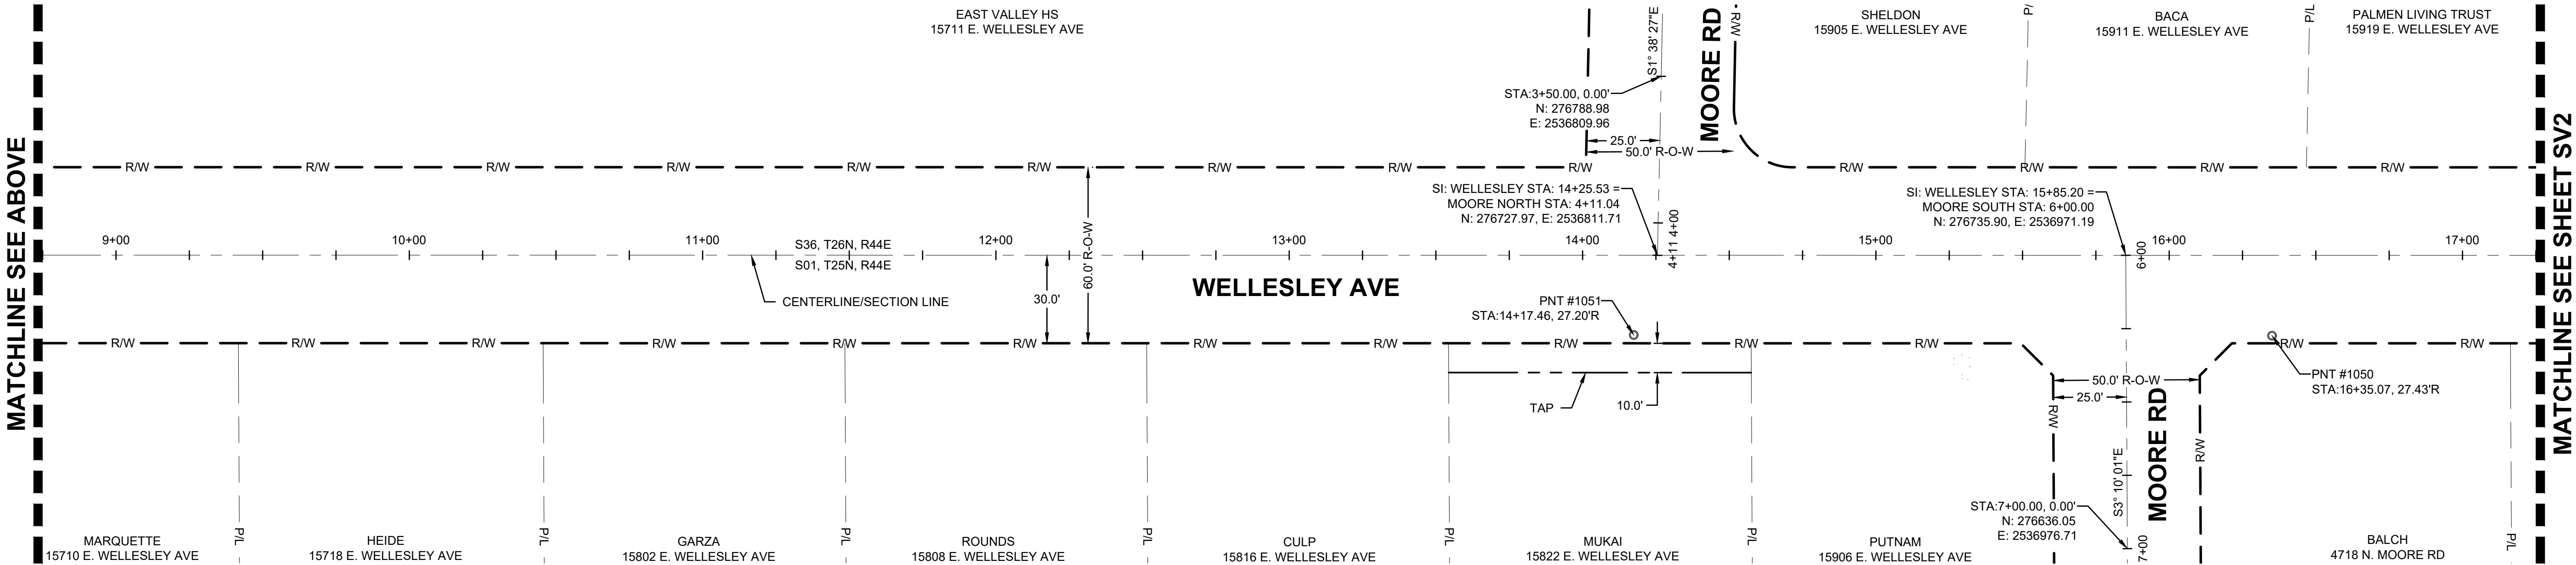 EAST VALLEY HS
15711 E. WELLESLEY AVE
SHELDON
15905 E. WELLESLEY AVE
BACA
15911 E. WELLESLEY AVE
PALMEN LIVING TRUST
15919 E. WELLESLEY AVE
P/
P/L
R/W
S1° 38' 27"E
MOORE RD
STA:3+50.00, 0.00'
N: 276788.98
E: 2536809.96
25.0'
50.0' R-O-W
MATCHLINE SEE ABOVE
MATCHLINE SEE SHEET SV2
R/W
R/W
R/W
R/W
R/W
R/W
R/W
R/W
R/W
R/W
R/W
R/W
R/W
SI: WELLESLEY STA: 14+25.53 =
MOORE NORTH STA: 4+11.04
N: 276727.97, E: 2536811.71
SI: WELLESLEY STA: 15+85.20 =
MOORE SOUTH STA: 6+00.00
N: 276735.90, E: 2536971.19
4+11 4+00
6+00
9+00
10+00
11+00
12+00
13+00
14+00
15+00
16+00
17+00
S36, T26N, R44E
S01, T25N, R44E
60.0' R-O-W
30.0'
CENTERLINE/SECTION LINE
WELLESLEY AVE
PNT #1051
STA:14+17.46, 27.20'R
R/W
R/W
R/W
R/W
R/W
R/W
R/W
R/W
R/W
R/W
R/W
R/W
R/W
PNT #1050
STA:16+35.07, 27.43'R
TAP
10.0'
50.0' R-O-W
25.0'
R/W
R/W
MOORE RD
S3° 10' 01"E
STA:7+00.00, 0.00'
N: 276636.05
E: 2536976.71
7+00
P/L
P/L
P/L
P/L
P/L
P/L
P/L
MARQUETTE
15710 E. WELLESLEY AVE
HEIDE
15718 E. WELLESLEY AVE
GARZA
15802 E. WELLESLEY AVE
ROUNDS
15808 E. WELLESLEY AVE
CULP
15816 E. WELLESLEY AVE
MUKAI
15822 E. WELLESLEY AVE
PUTNAM
15906 E. WELLESLEY AVE
BALCH
4718 N. MOORE RD